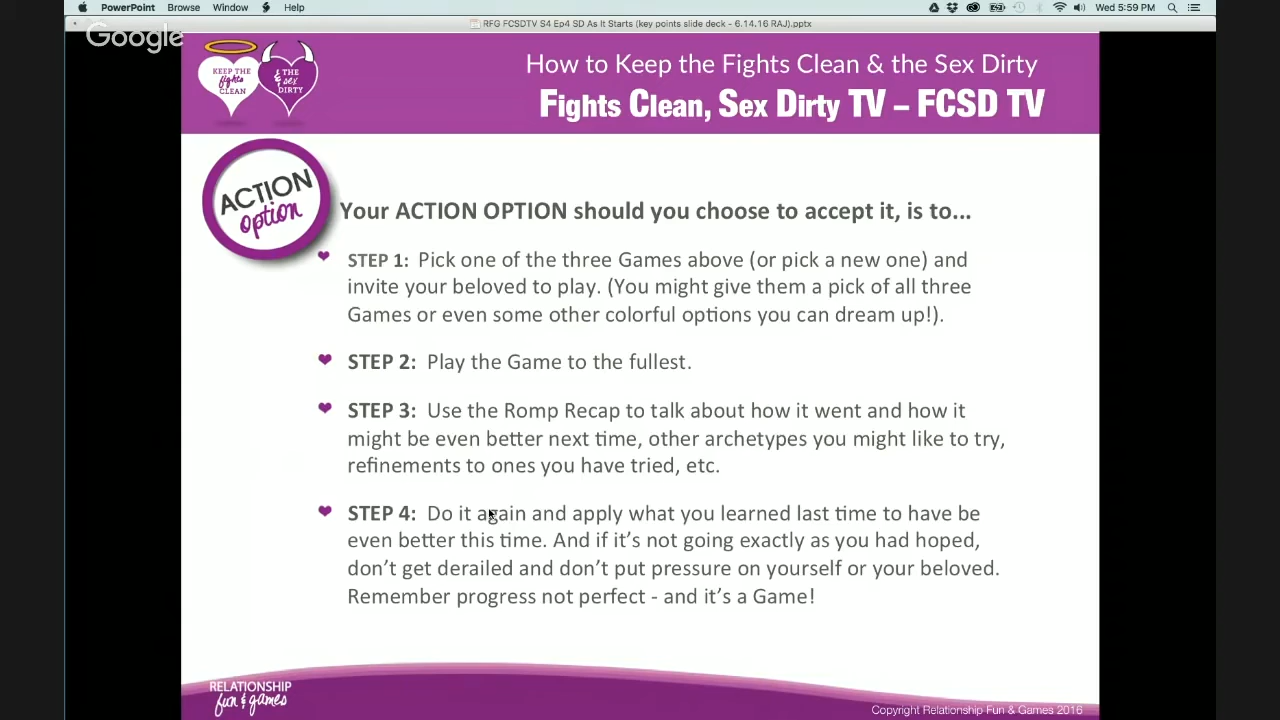 PowerPoint Browse Window Help Wed 5:59 PM
RFG FCSDTV S4 Ep4 SD As It Starts (key points slide deck - 6.14.16 RAJ).pptx
Google
KEEP THE
fights
CLEAN
& THE
sex
DIRTY
How to Keep the Fights Clean & the Sex Dirty
Fights Clean, Sex Dirty TV – FCSD TV
ACTION
option
Your ACTION OPTION should you choose to accept it, is to...
❤ STEP 1: Pick one of the three Games above (or pick a new one) and
invite your beloved to play. (You might give them a pick of all three
Games or even some other colorful options you can dream up!).
❤ STEP 2: Play the Game to the fullest.
❤ STEP 3: Use the Romp Recap to talk about how it went and how it
might be even better next time, other archetypes you might like to try,
refinements to ones you have tried, etc.
❤ STEP 4: Do it again and apply what you learned last time to have be
even better this time. And if it's not going exactly as you had hoped,
don't get derailed and don't put pressure on yourself or your beloved.
Remember progress not perfect - and it's a Game!
RELATIONSHIP
fun & games
Copyright Relationship Fun & Games 2016